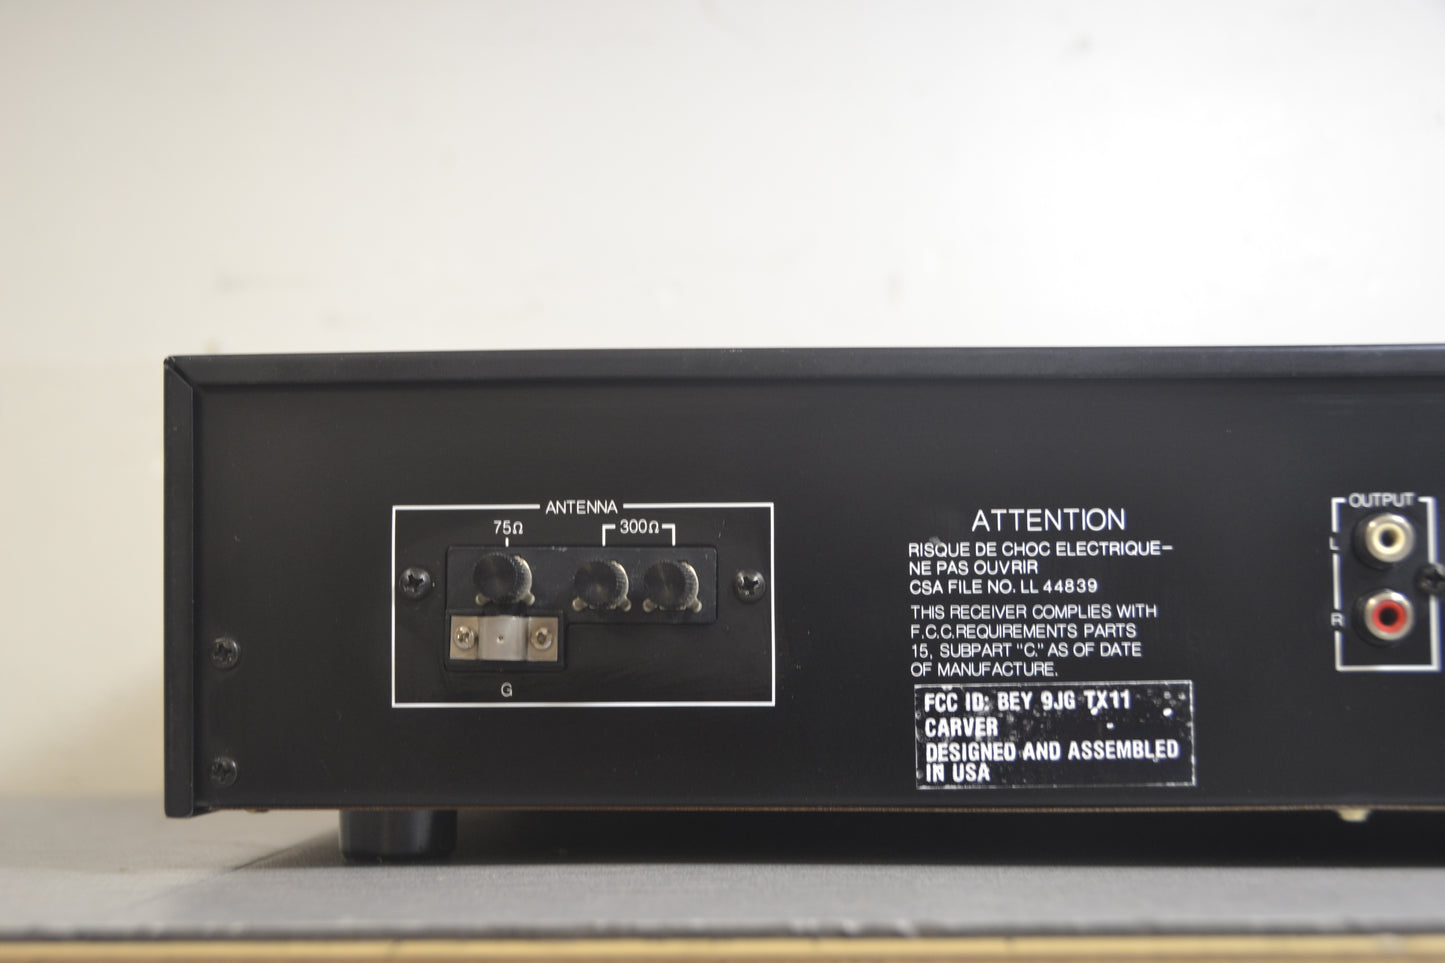 ANTENNA
75Ω
300Ω
G
ATTENTION
RISQUE DE CHOC ELECTRIQUE–
NE PAS OUVRIR
CSA FILE NO. LL 44839
THIS RECEIVER COMPLIES WITH
F.C.C.REQUIREMENTS PARTS
15, SUBPART "C." AS OF DATE
OF MANUFACTURE.
FCC ID: BEY 9JG TX11
CARVER
DESIGNED AND ASSEMBLED
IN USA
OUTPUT
L
R